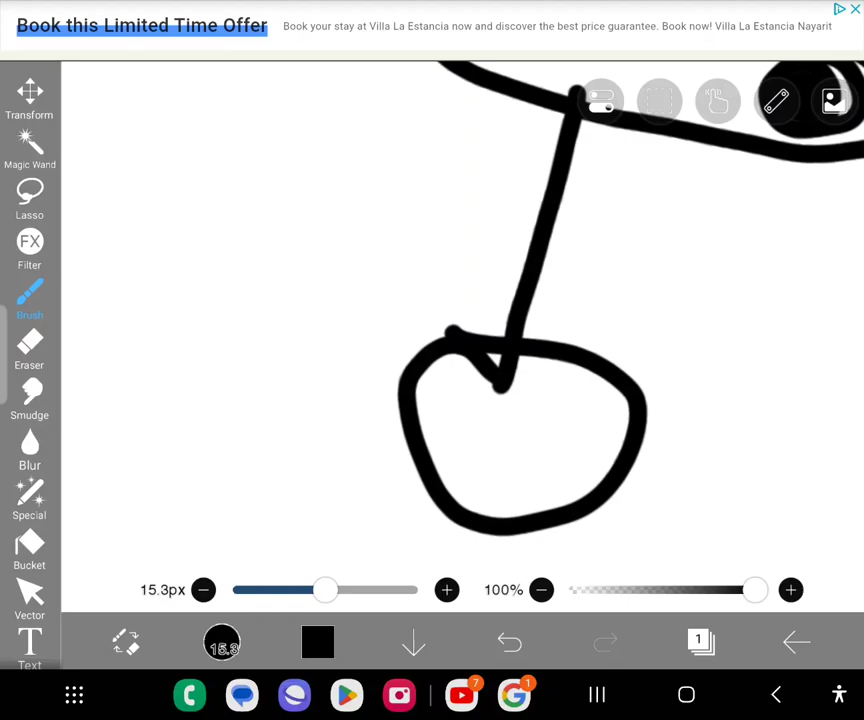 Book this Limited Time Offer
Book your stay at Villa La Estancia now and discover the best price guarantee. Book now! Villa La Estancia Nayarit
Transform
Magic Wand
Lasso
FX
Filter
Brush
Eraser
Smudge
Blur
Special
Bucket
Vector
T
Text
15.3px
100%
15.3
1
7
1